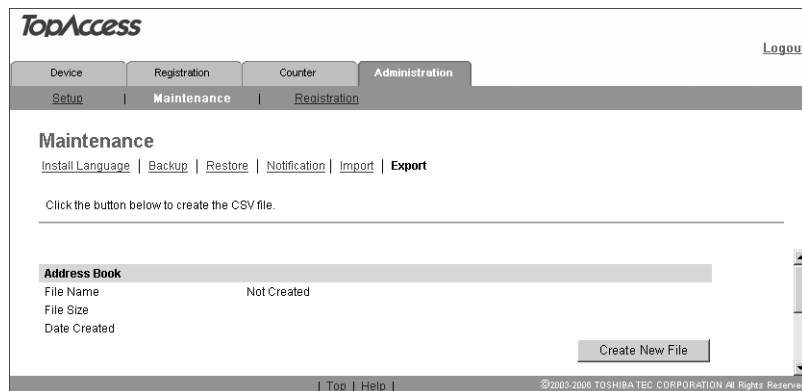 TopAccess
Logout
Device Registration Counter Administration
Setup | Maintenance | Registration
Maintenance
Install Language | Backup | Restore | Notification | Import | Export
Click the button below to create the CSV file.
Address Book
File Name Not Created
File Size
Date Created
Create New File
| Top | Help |
©2003-2006 TOSHIBA TEC CORPORATION All Rights Reserved